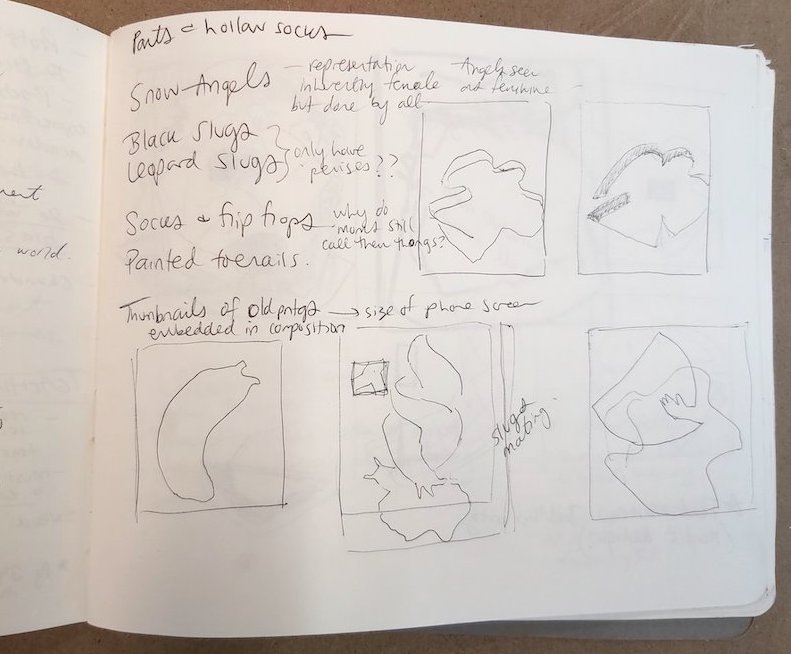 Pants = hollow socks
Snow Angels
— representation
inherently female
but done by all
Angels seen
as feminine
Black slugs
Leopard slugs
only have
penises??
Socks & flip flops
why do
moms still
call them thongs?
Painted toenails.
Thumbnails of old pntgs → size of phone screen
embedded in composition
slugs
mating
world.